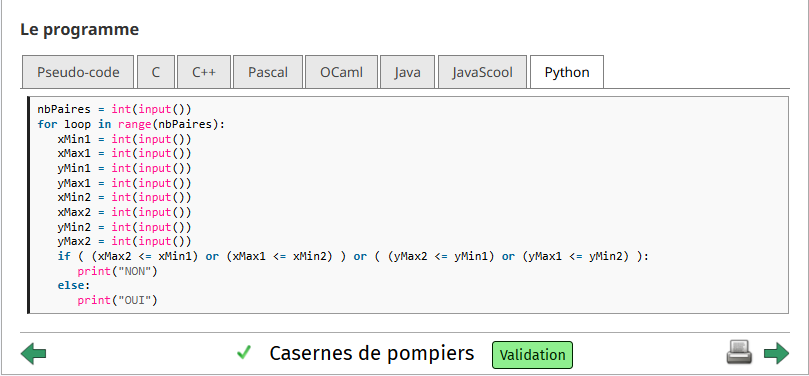 Le programme
Pseudo-code C C++ Pascal OCaml Java JavaScool Python
nbPaires = int(input())
for loop in range(nbPaires):
   xMin1 = int(input())
   xMax1 = int(input())
   yMin1 = int(input())
   yMax1 = int(input())
   xMin2 = int(input())
   xMax2 = int(input())
   yMin2 = int(input())
   yMax2 = int(input())
   if ( (xMax2 <= xMin1) or (xMax1 <= xMin2) ) or ( (yMax2 <= yMin1) or (yMax1 <= yMin2) ):
      print("NON")
   else:
      print("OUI")
Casernes de pompiers Validation